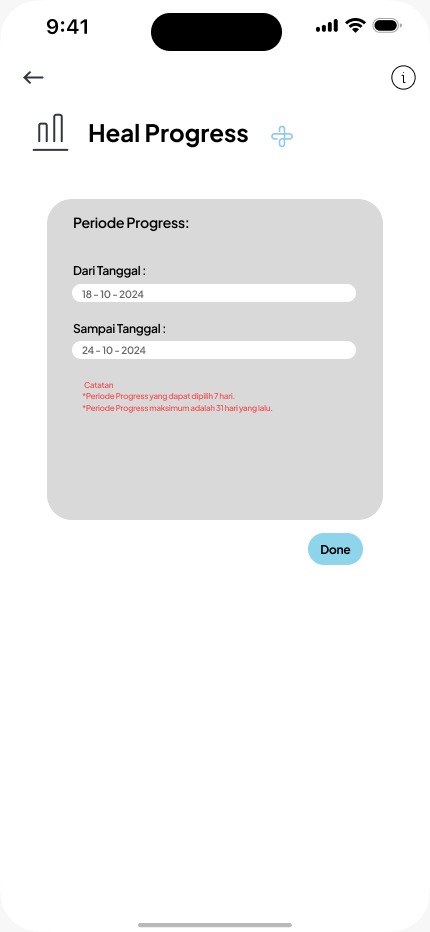 9:41
Heal Progress
Periode Progress:
Dari Tanggal :
18 - 10 - 2024
Sampai Tanggal :
24 - 10 - 2024
Catatan
*Periode Progress yang dapat dipilih 7 hari.
*Periode Progress maksimum adalah 31 hari yang lalu.
Done